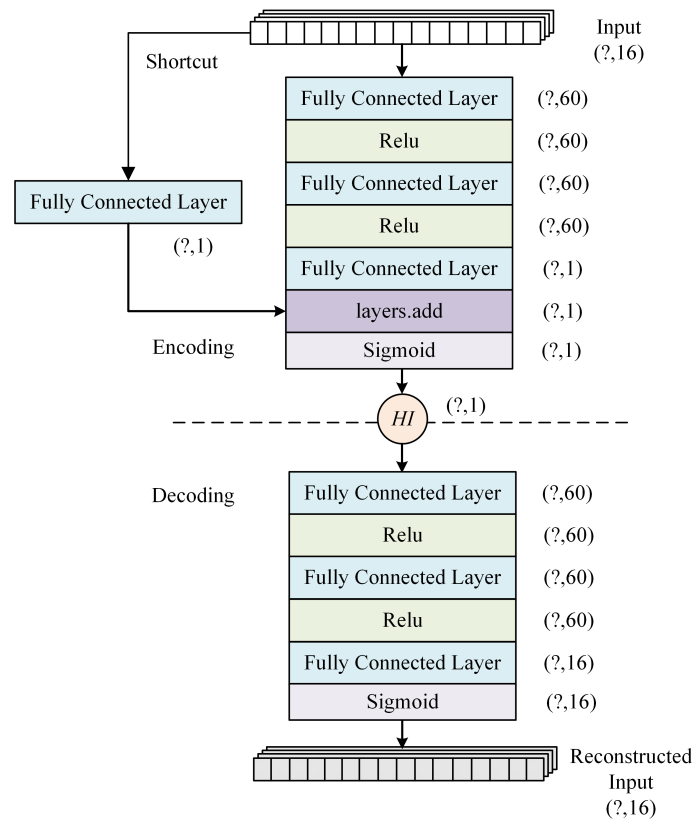 Input
(?,16)
Shortcut
Fully Connected Layer
(?,60)
Relu
(?,60)
Fully Connected Layer
(?,60)
Fully Connected Layer
(?,1)
Relu
(?,60)
Fully Connected Layer
(?,1)
layers.add
(?,1)
Encoding
Sigmoid
(?,1)
HI
(?,1)
Decoding
Fully Connected Layer
(?,60)
Relu
(?,60)
Fully Connected Layer
(?,60)
Relu
(?,60)
Fully Connected Layer
(?,16)
Sigmoid
(?,16)
Reconstructed
Input
(?,16)